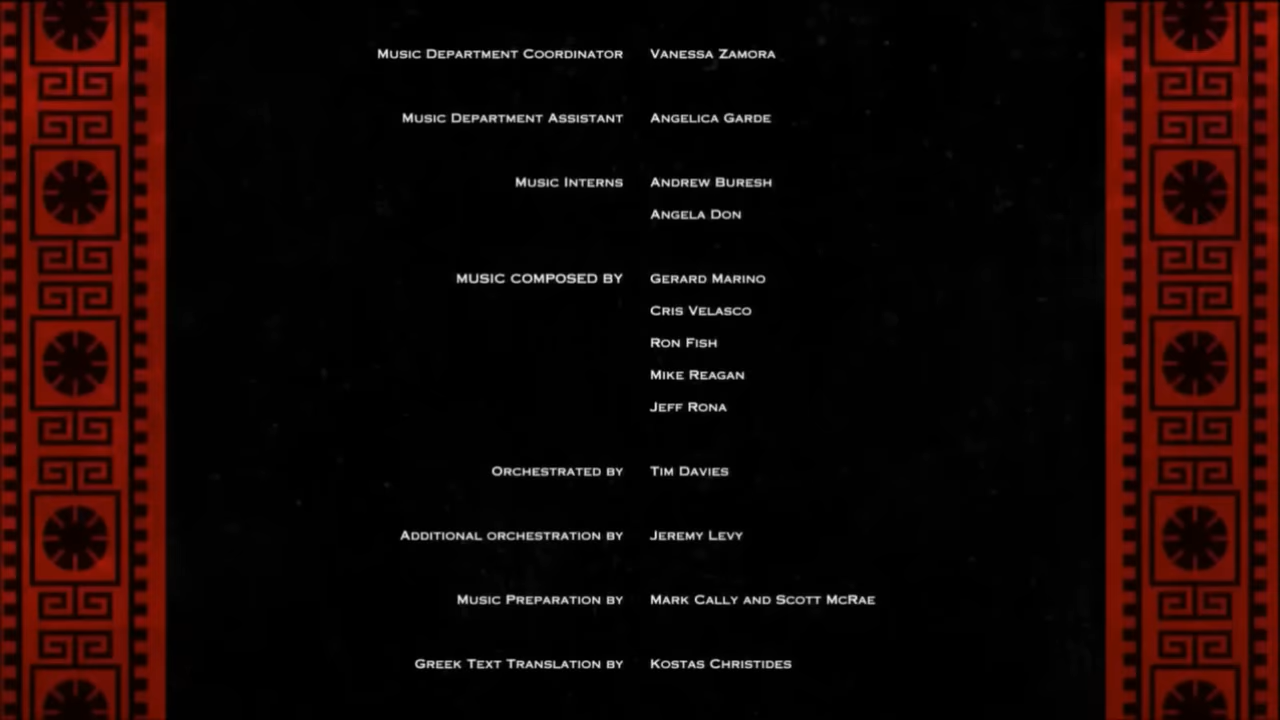 Music Department Coordinator Vanessa Zamora
Music Department Assistant Angelica Garde
Music Interns Andrew Buresh
Angela Don
MUSIC COMPOSED BY Gerard Marino
Cris Velasco
Ron Fish
Mike Reagan
Jeff Rona
Orchestrated by Tim Davies
Additional orchestration by Jeremy Levy
Music Preparation by Mark Cally and Scott McRae
Greek Text Translation by Kostas Christides